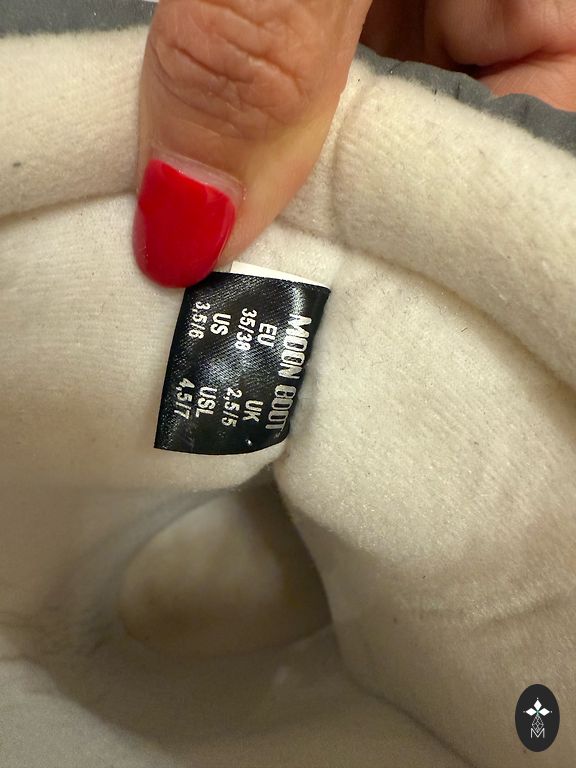 MOON BOOT
EU UK
35/38 2,5/5
US USL
3,5/6 4,5/7
M